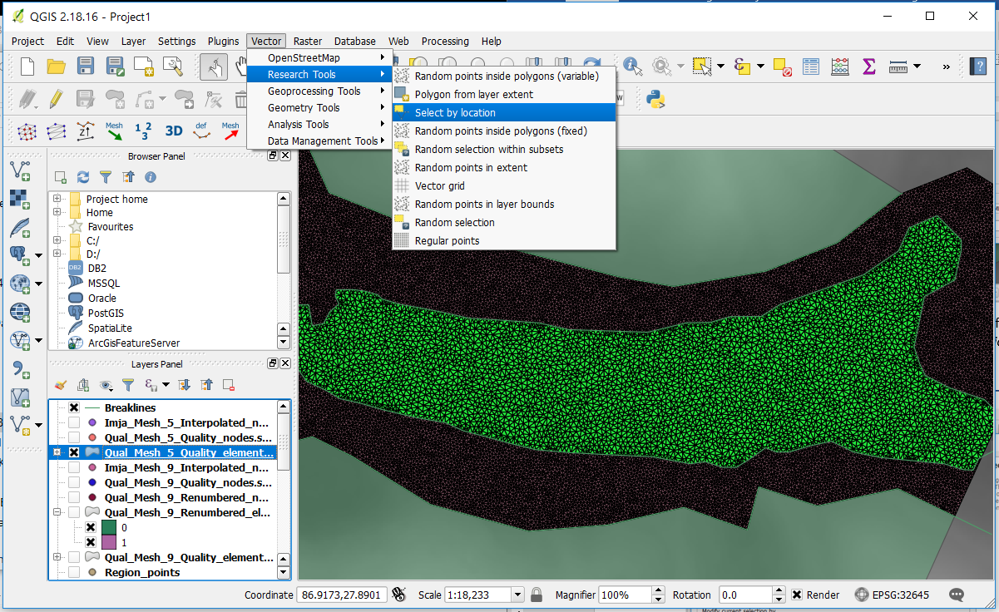 QGIS 2.18.16 - Project1
Project Edit View Layer Settings Plugins Vector Raster Database Web Processing Help
OpenStreetMap
Research Tools
Geoprocessing Tools
Geometry Tools
Analysis Tools
Data Management Tools
Random points inside polygons (variable)
Polygon from layer extent
Select by location
Random points inside polygons (fixed)
Random selection within subsets
Random points in extent
Vector grid
Random points in layer bounds
Random selection
Regular points
Mesh 1 2 3 3D def Mesh
Browser Panel
Project home
Home
Favourites
C:/
D:/
DB2 DB2
MSSQL
Oracle
PostGIS
SpatiaLite
ArcGisFeatureServer
Layers Panel
Breaklines
Imja_Mesh_5_Interpolated_n...
Qual_Mesh_5_Quality_nodes.s...
Qual_Mesh_5_Quality_element...
Imja_Mesh_9_Interpolated_n...
Qual_Mesh_9_Quality_nodes.s...
Qual_Mesh_9_Renumbered_n...
Qual_Mesh_9_Renumbered_el...
0
1
Qual_Mesh_9_Quality_element...
Region_points
Coordinate 86.9173,27.8901 Scale 1:18,233 Magnifier 100% Rotation 0.0 Render EPSG:32645